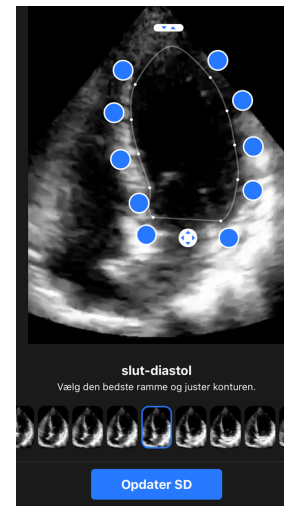 slut-diastol
Vælg den bedste ramme og juster konturen.
Opdater SD